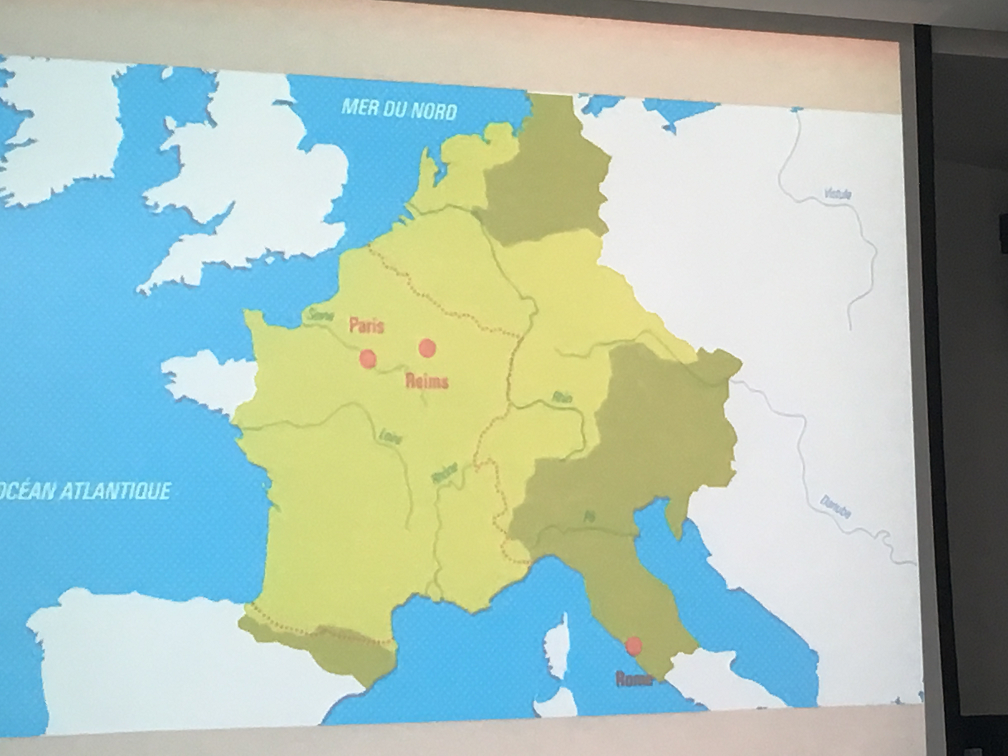 MER DU NORD
Vistule
Seine
Paris
Reims
Rhin
Loire
Rhône
OCÉAN ATLANTIQUE
Danube
Pô
Rome